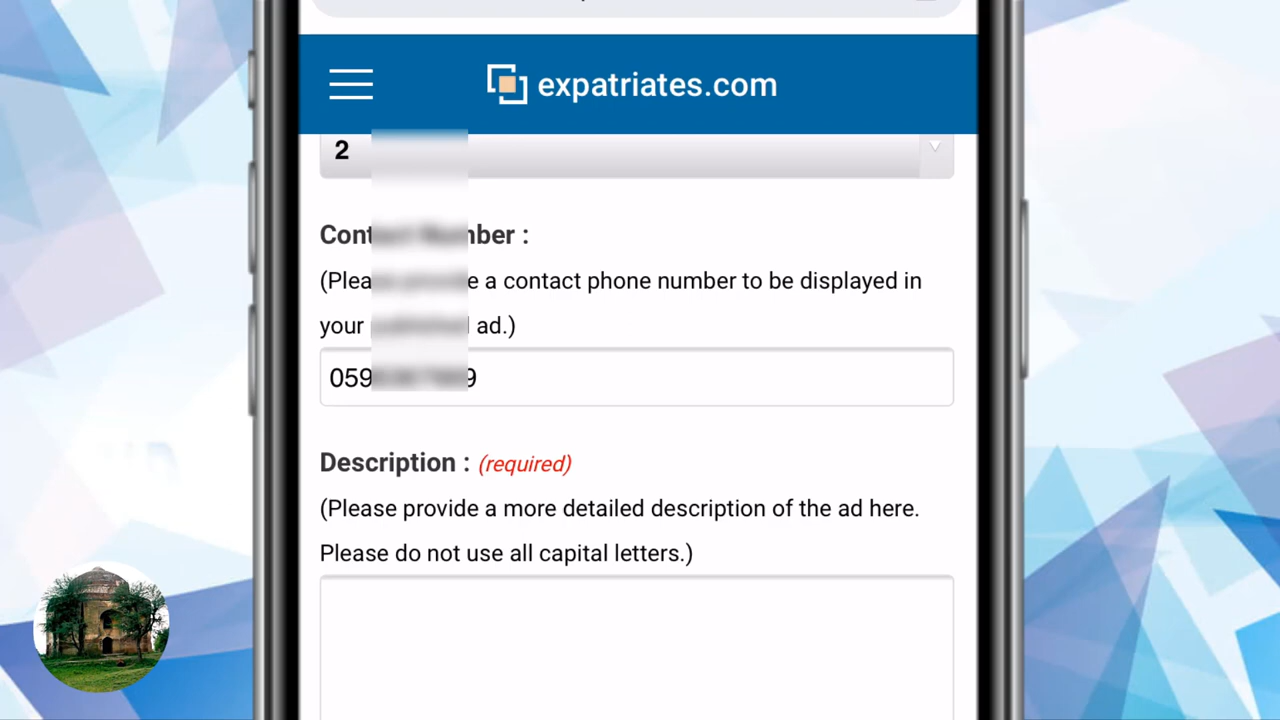 expatriates.com
2
Contact Number :
(Please provide a contact phone number to be displayed in
your ad.)
Description : (required)
(Please provide a more detailed description of the ad here.
Please do not use all capital letters.)